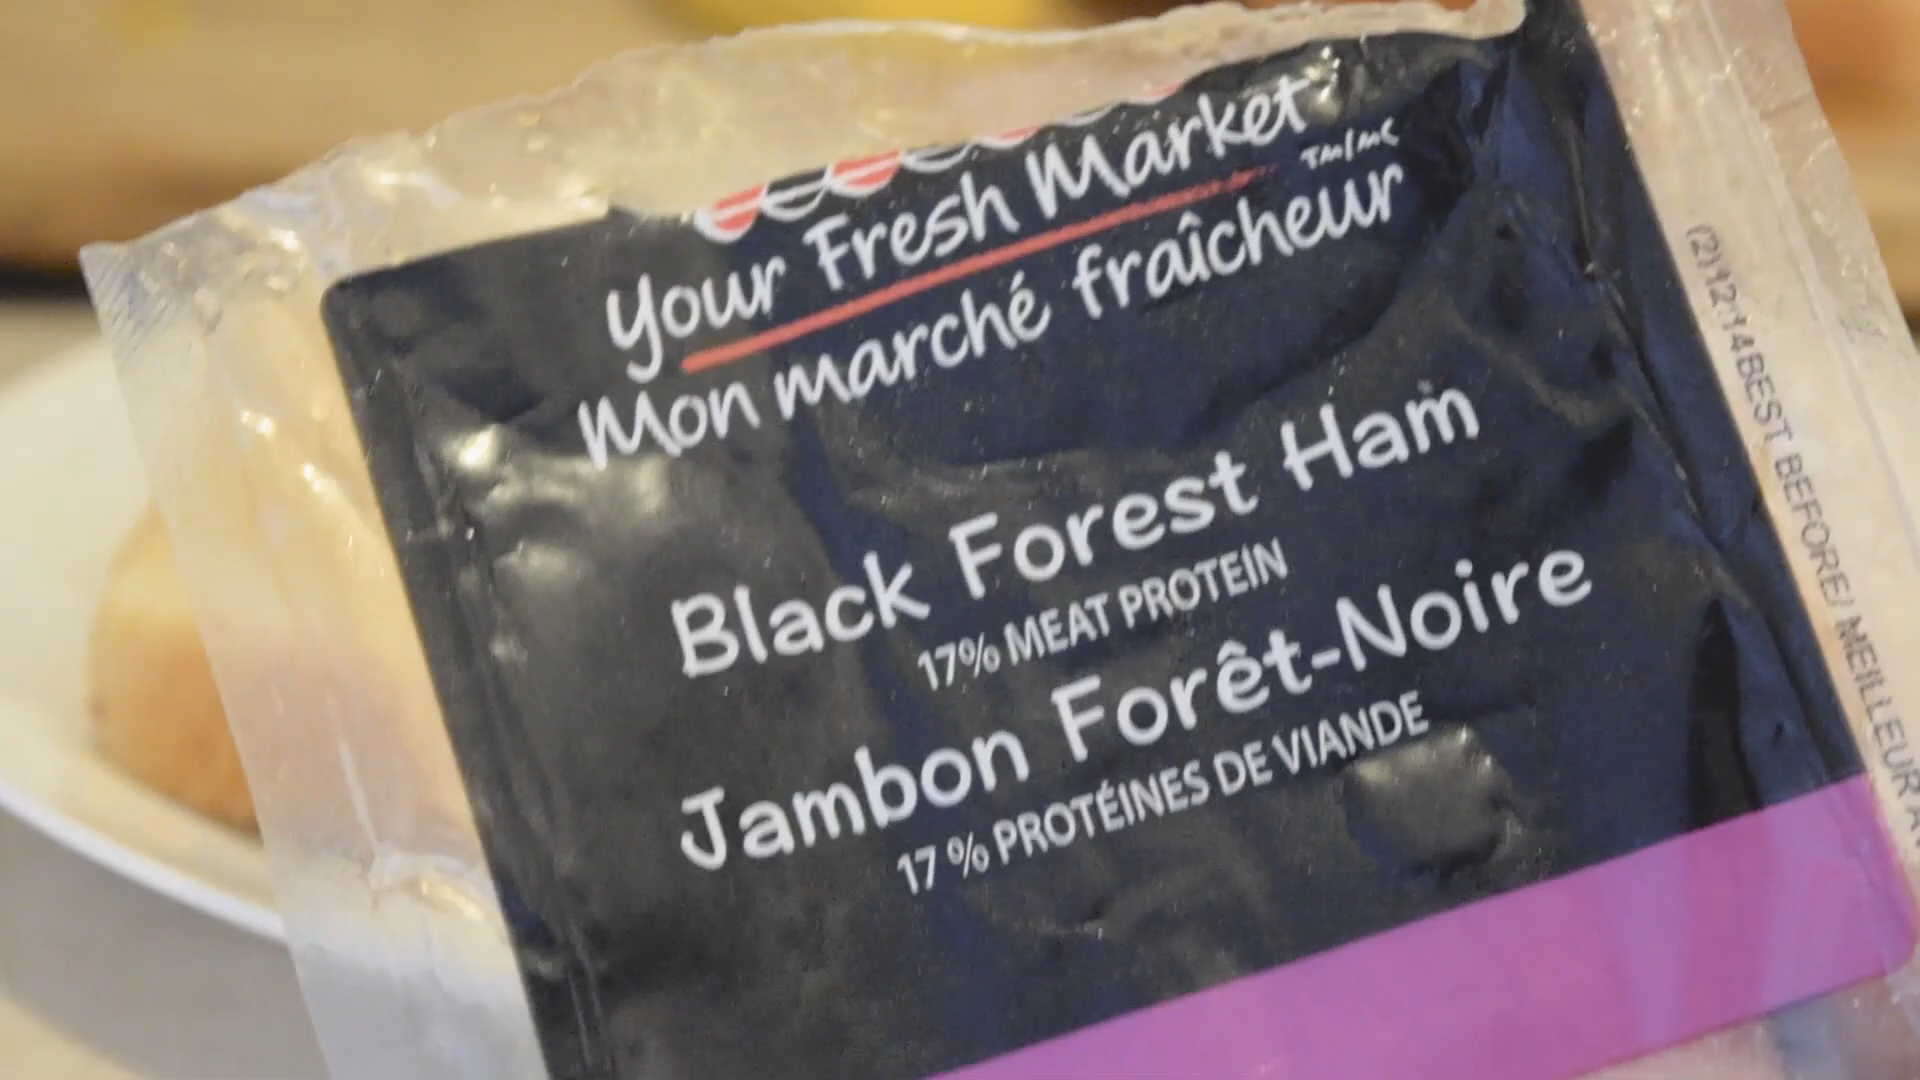 Your Fresh Market
TM/MC
Mon marché fraîcheur
Black Forest Ham
17% MEAT PROTEIN
Jambon Forêt-Noire
17 % PROTÉINES DE VIANDE
(2)12:14 BEST BEFORE/ MEILLEUR